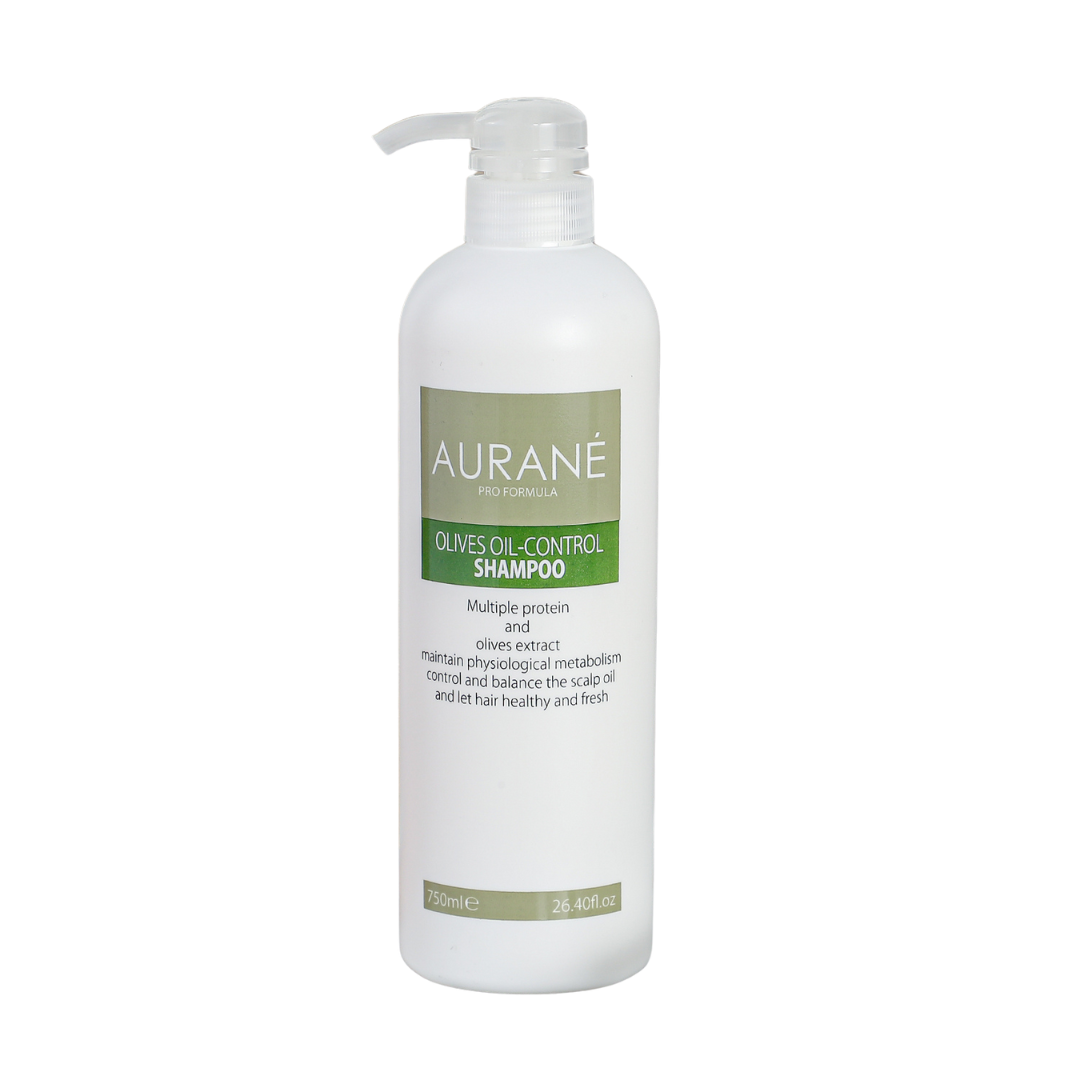 AURANÉ
PRO FORMULA
OLIVES OIL-CONTROL
SHAMPOO
Multiple protein
and
olives extract
maintain physiological metabolism
control and balance the scalp oil
and let hair healthy and fresh
750ml℮ 26.40fl.oz